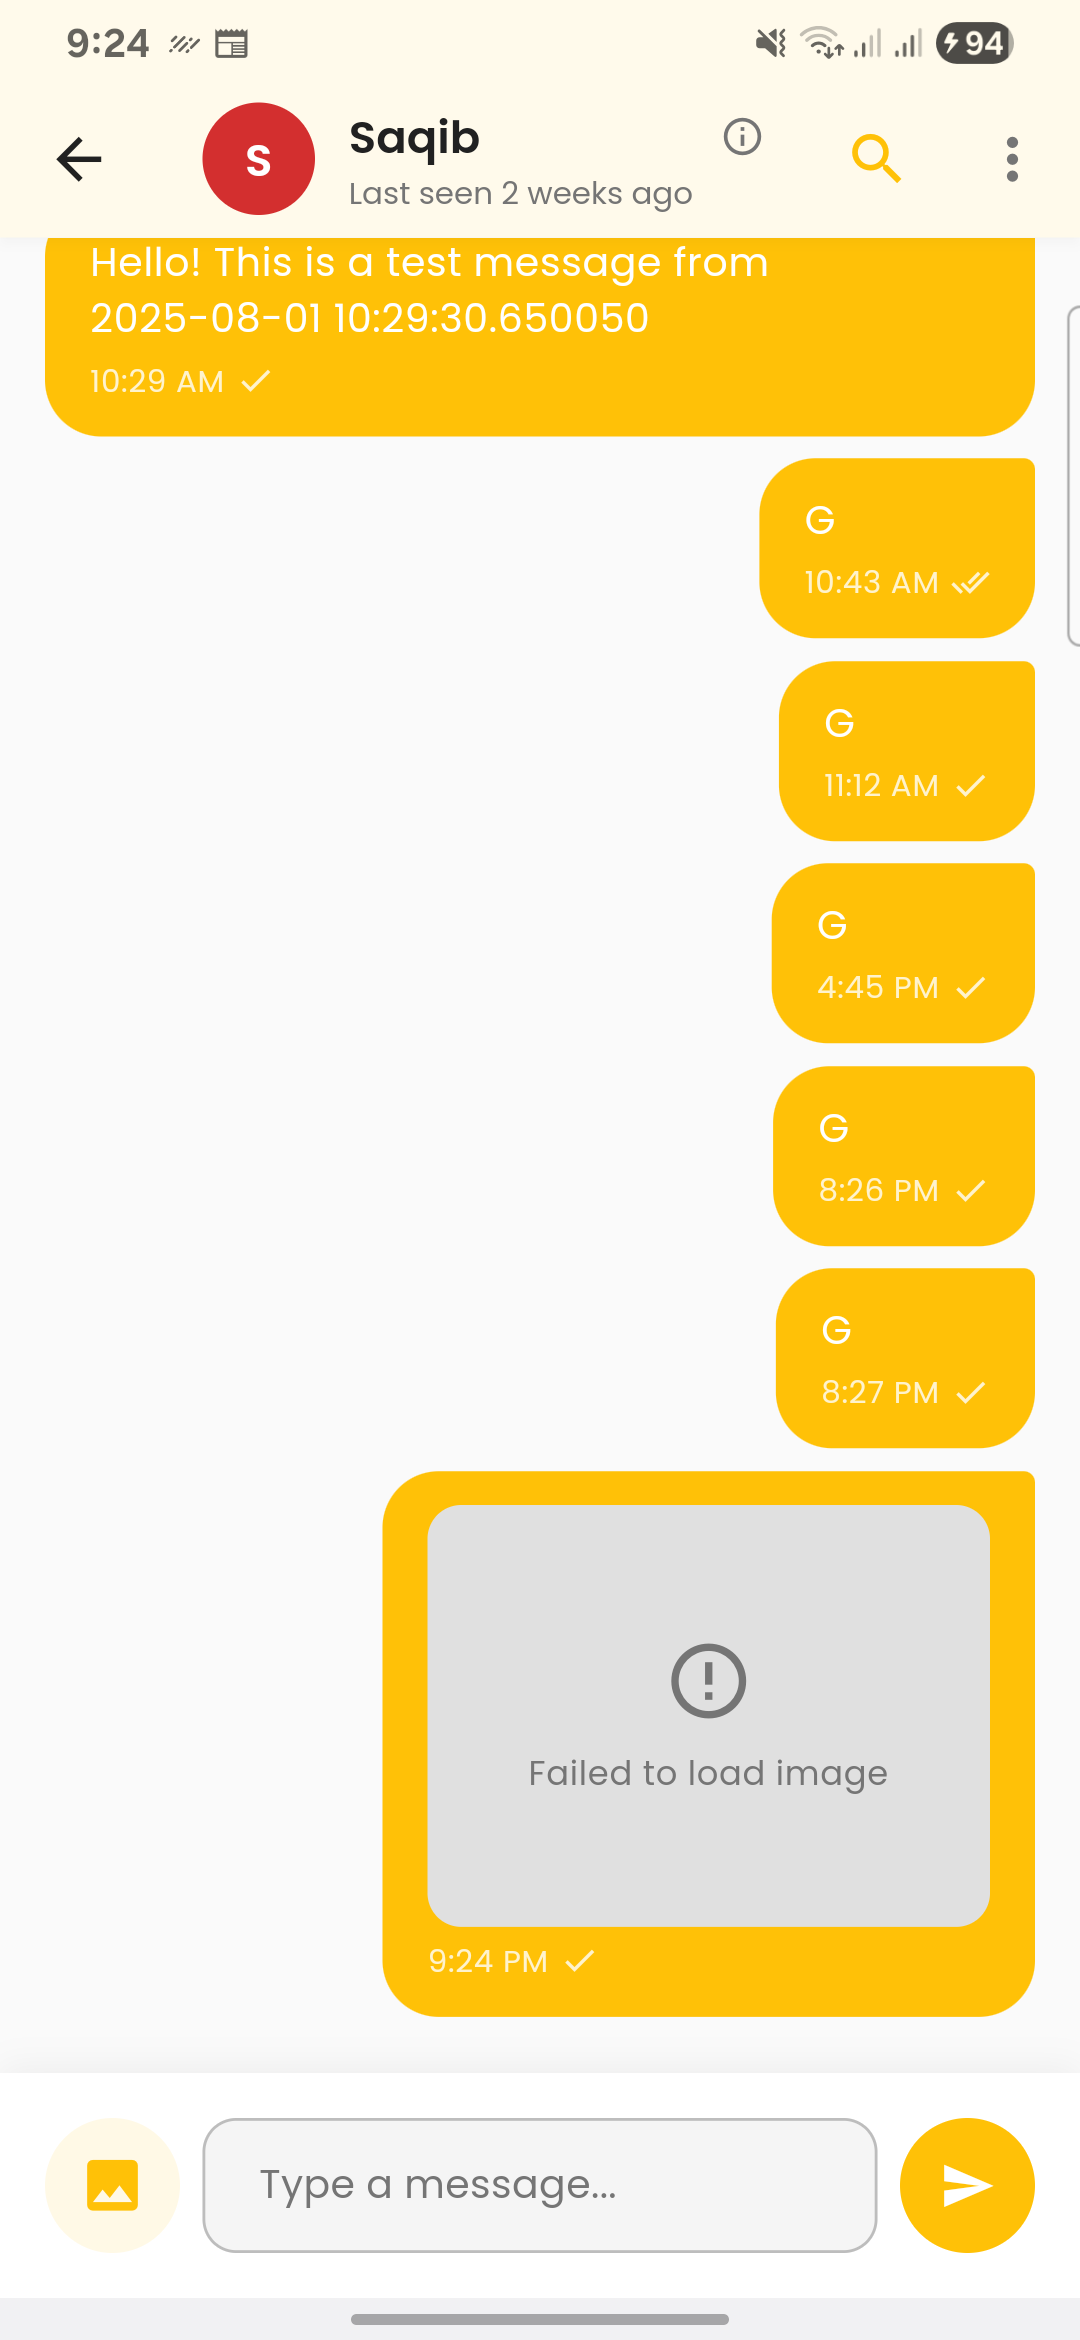 9:24
94
S
Saqib
Last seen 2 weeks ago
Hello! This is a test message from
2025-08-01 10:29:30.650050
10:29 AM
G
10:43 AM
G
11:12 AM
G
4:45 PM
G
8:26 PM
G
8:27 PM
Failed to load image
9:24 PM
Type a message...